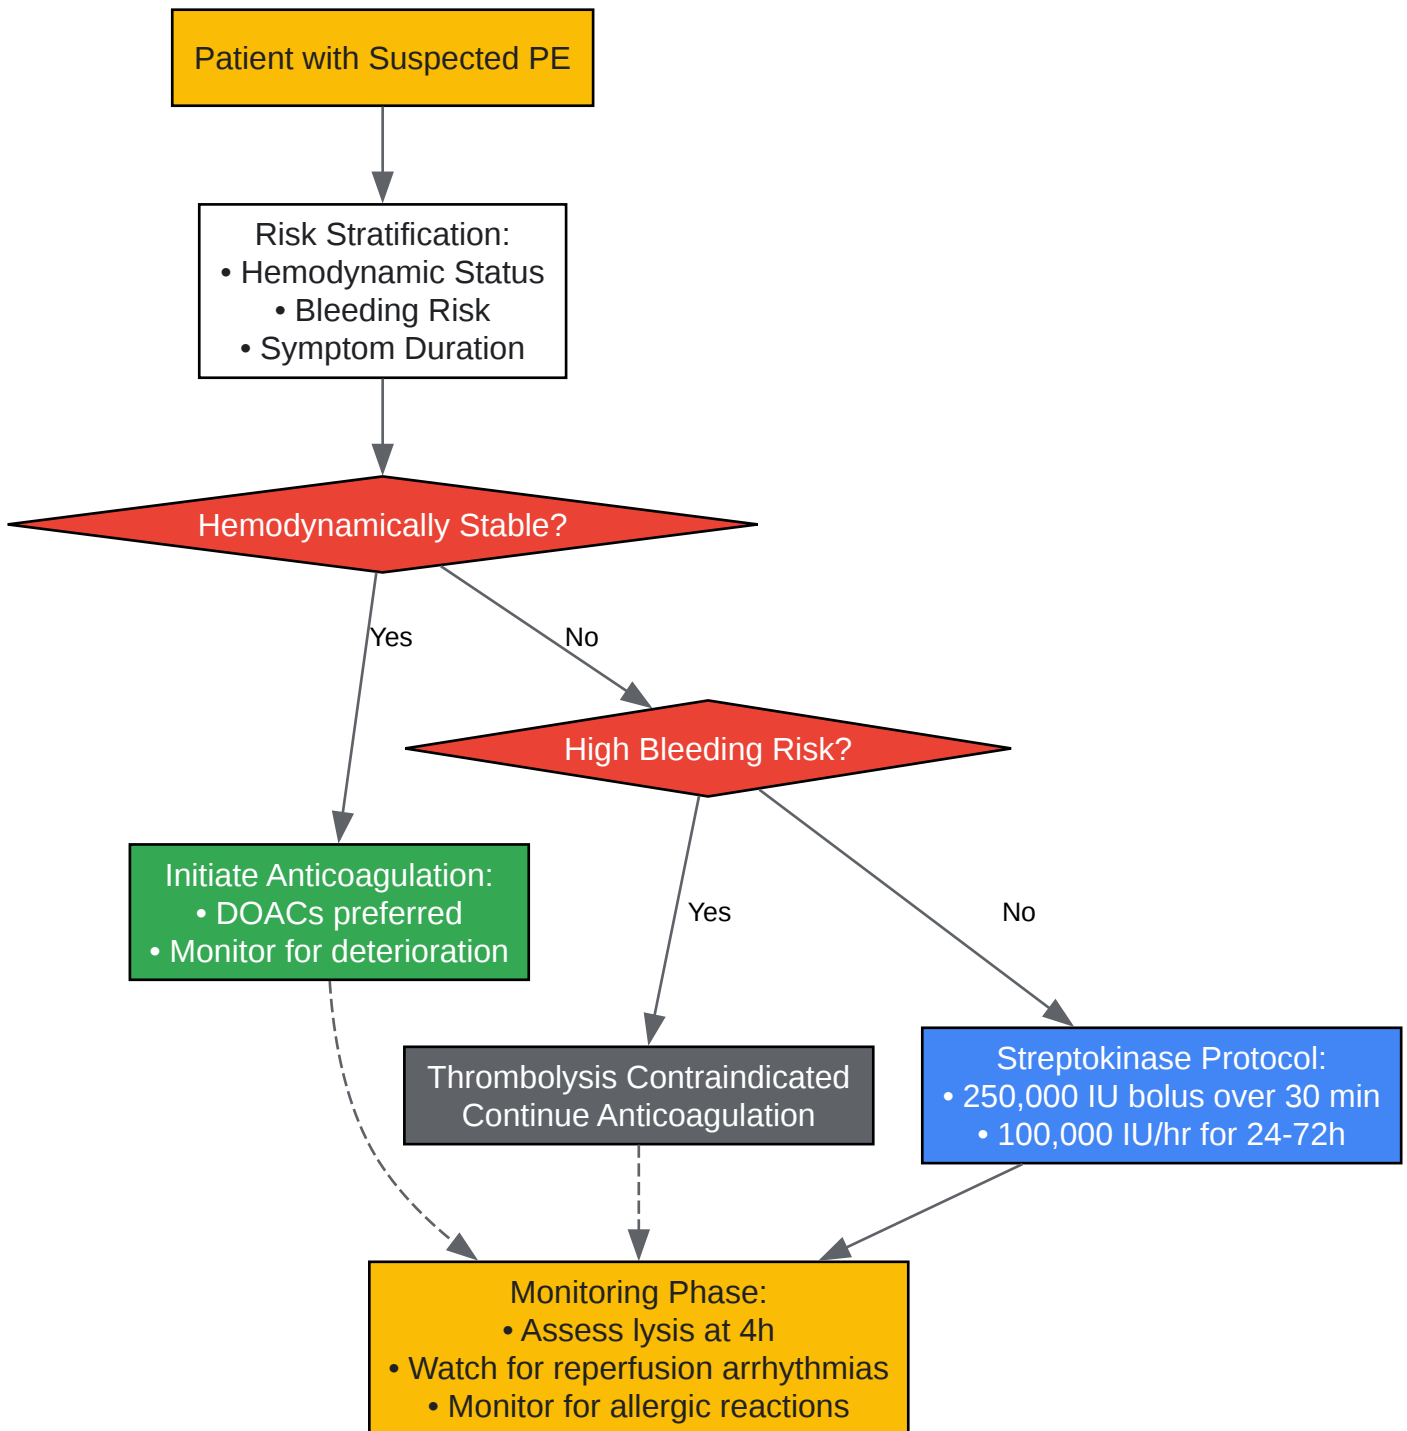 Patient with Suspected PE
Risk Stratification:
• Hemodynamic Status
• Bleeding Risk
• Symptom Duration
Hemodynamically Stable?
Yes
No
High Bleeding Risk?
Initiate Anticoagulation:
• DOACs preferred
• Monitor for deterioration
Yes
No
Thrombolysis Contraindicated
Continue Anticoagulation
Streptokinase Protocol:
• 250,000 IU bolus over 30 min
• 100,000 IU/hr for 24-72h
Monitoring Phase:
• Assess lysis at 4h
• Watch for reperfusion arrhythmias
• Monitor for allergic reactions